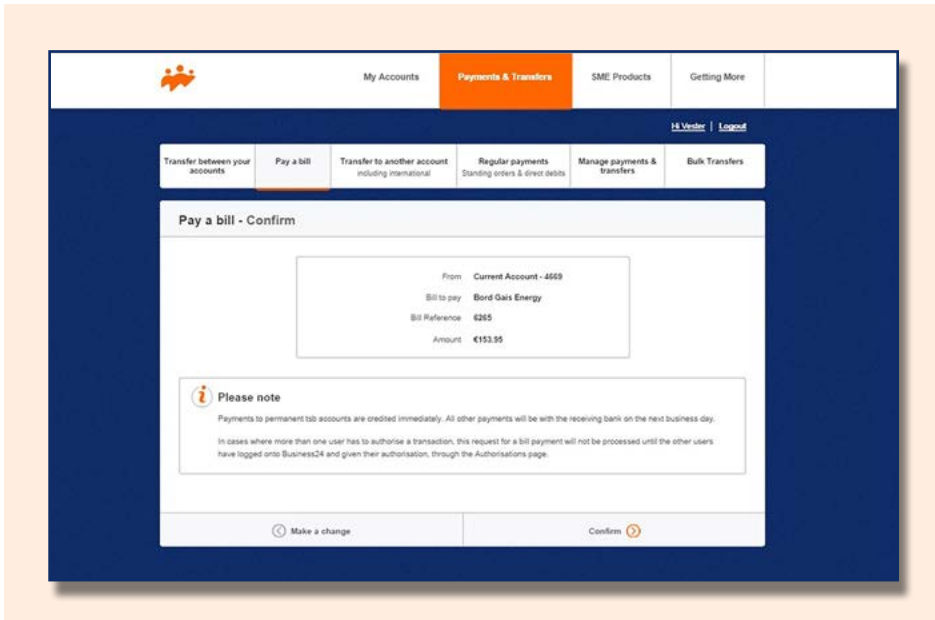 My Accounts
Payments & Transfers
SME Products
Getting More
Hi Vester | Logout
Transfer between your
accounts
Pay a bill
Transfer to another account
including international
Regular payments
Standing orders & direct debits
Manage payments &
transfers
Bulk Transfers
Pay a bill - Confirm
From Current Account - 4669
Bill to pay Bord Gais Energy
Bill Reference 6265
Amount €153.95
Please note
Payments to permanent tsb accounts are credited immediately. All other payments will be with the receiving bank on the next business day.
In cases where more than one user has to authorise a transaction, this request for a bill payment will not be processed until the other users
have logged onto Business24 and given their authorisation, through the Authorisations page.
Make a change
Confirm